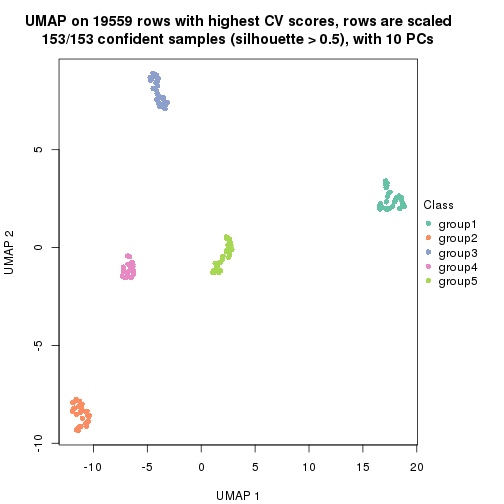 UMAP on 19559 rows with highest CV scores, rows are scaled
153/153 confident samples (silhouette > 0.5), with 10 PCs
5
0
-5
-10
UMAP 2
-10
-5
0
5
10
15
20
UMAP 1
Class
group1
group2
group3
group4
group5